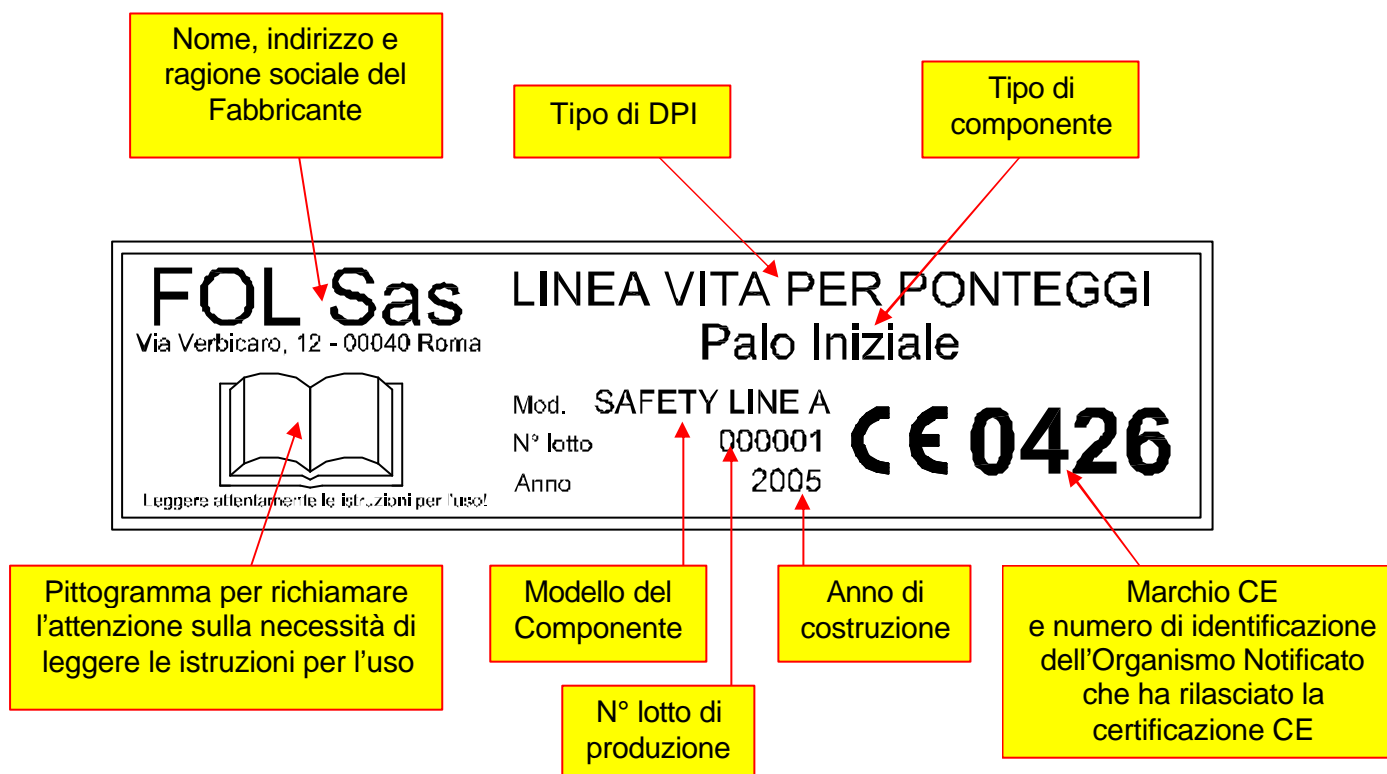 Nome, indirizzo e
ragione sociale del
Fabbricante
Tipo di DPI
Tipo di
componente
FOL Sas
Via Verbicaro, 12 - 00040 Roma
Leggere attentamente le istruzioni per l'uso!
LINEA VITA PER PONTEGGI
Palo Iniziale
Mod. SAFETY LINE A
N° lotto 000001
Anno 2005
CE 0426
Pittogramma per richiamare
l’attenzione sulla necessità di
leggere le istruzioni per l’uso
Modello del
Componente
N° lotto di
produzione
Anno di
costruzione
Marchio CE
e numero di identificazione
dell’Organismo Notificato
che ha rilasciato la
certificazione CE